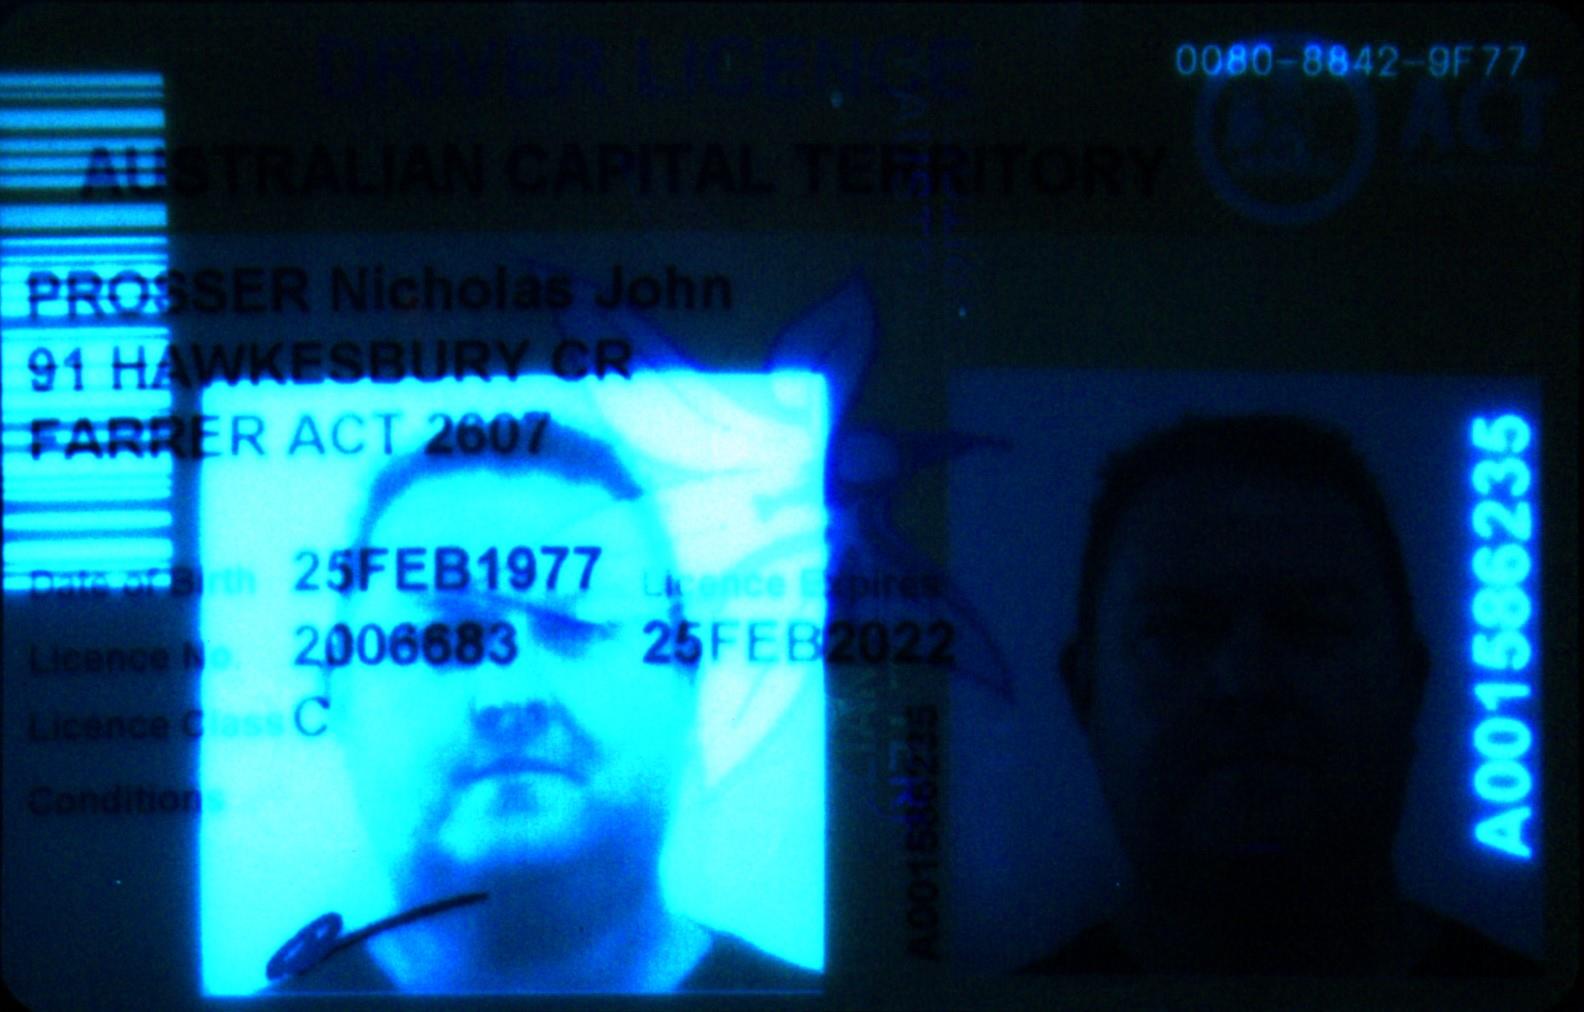 DRIVER LICENCE
0080-8842-9F77
ACT
AUSTRALIAN CAPITAL TERRITORY
PROSSER Nicholas John
91 HAWKESBURY CR
FARRER ACT 2607
Date of Birth 25FEB1977 Licence Expires
Licence No. 2006683 25FEB2022
Licence Class C
Conditions
A001586235
A001586235